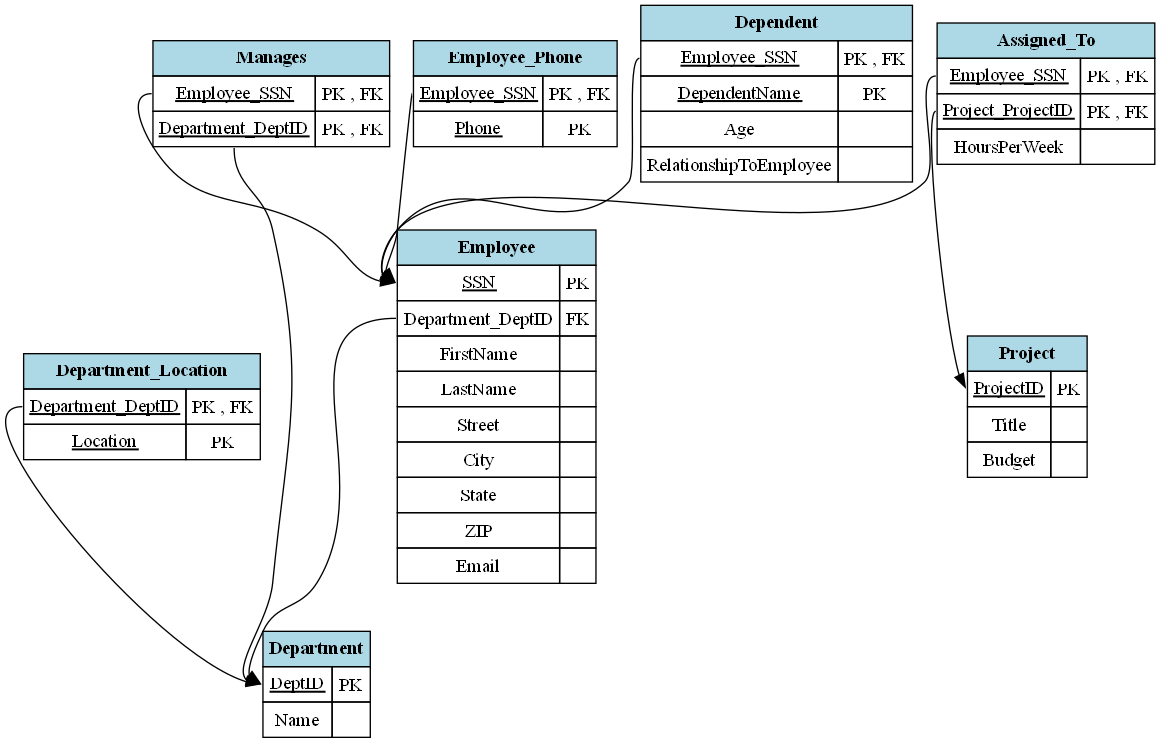 Manages
Employee_SSN PK , FK
Department_DeptID PK , FK
Employee_Phone
Employee_SSN PK , FK
Phone PK
Dependent
Employee_SSN PK , FK
DependentName PK
Age
RelationshipToEmployee
Assigned_To
Employee_SSN PK , FK
Project_ProjectID PK , FK
HoursPerWeek
Employee
SSN PK
Department_DeptID FK
FirstName
LastName
Street
City
State
ZIP
Email
Department_Location
Department_DeptID PK , FK
Location PK
Project
ProjectID PK
Title
Budget
Department
DeptID PK
Name